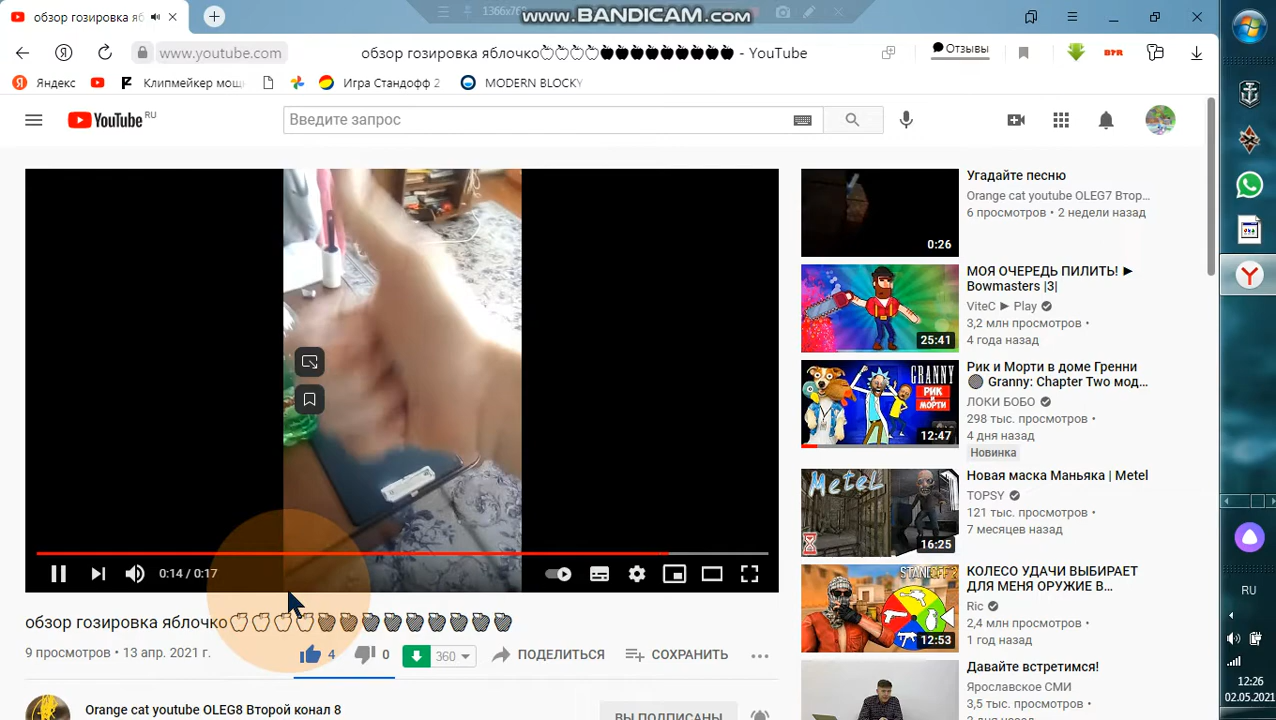 обзор гозировка яб
1366x76
www.BANDICAM.com
www.youtube.com
обзор гозировка яблочко🍎🍎🍎🍎🍎🍎🍎🍎🍎🍎🍎🍎🍎 - YouTube
Отзывы
Яндекс
Клипмейкер мощ
Игра Стандофф 2
MODERN BLOCKY
YouTube RU
Введите запрос
0:14 / 0:17
обзор гозировка яблочко🍎🍎🍎🍎🍎🍎🍎🍎🍎🍎🍎🍎🍎
9 просмотров • 13 апр. 2021 г.
4
0
360
ПОДЕЛИТЬСЯ
СОХРАНИТЬ
Orange cat youtube OLEG8 Второй канал 8
ВЫ ПОДПИСАНЫ
0:26
Угадайте песню
Orange cat youtube OLEG7 Втор...
6 просмотров • 2 недели назад
25:41
МОЯ ОЧЕРЕДЬ ПИЛИТЬ! ►
Bowmasters |3|
ViteC ► Play
3,2 млн просмотров •
4 года назад
GRANNY
РИК И МОРТИ
12:47
Рик и Морти в доме Гренни
Granny: Chapter Two мод...
ЛОКИ БОБО
298 тыс. просмотров •
4 дня назад
Новинка
Metel
16:25
Новая маска Маньяка | Metel
TOPSY
121 тыс. просмотров •
7 месяцев назад
12:53
КОЛЕСО УДАЧИ ВЫБИРАЕТ
ДЛЯ МЕНЯ ОРУЖИЕ В...
Ric
2,4 млн просмотров •
1 год назад
Давайте встретимся!
Ярославское СМИ
3,5 тыс. просмотров •
RU
12:26
02.05.2021